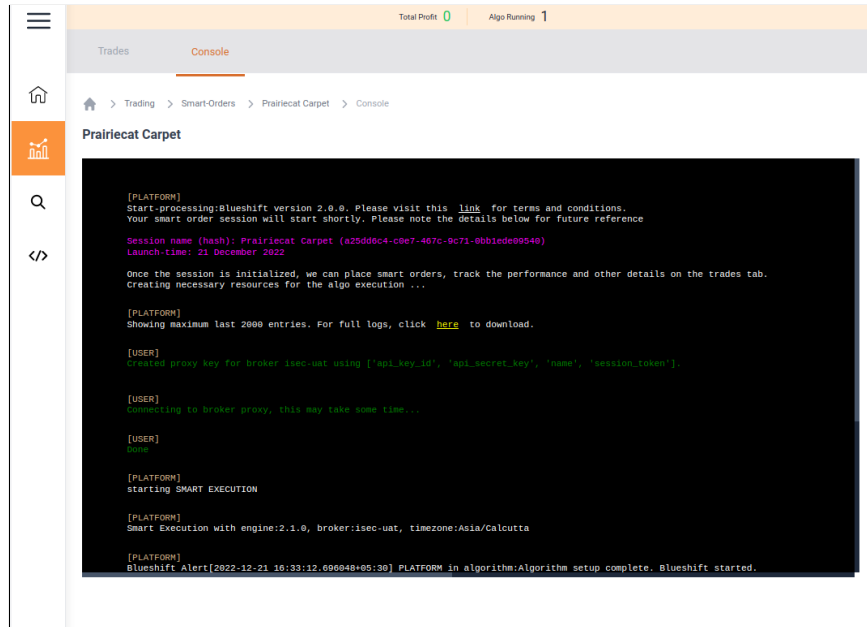 Total Profit 0 Algo Running 1
Trades Console
> Trading > Smart-Orders > Prairiecat Carpet > Console
Prairiecat Carpet
[PLATFORM]
Start-processing:Blueshift version 2.0.0. Please visit this link for terms and conditions.
Your smart order session will start shortly. Please note the details below for future reference
Session name (hash): Prairiecat Carpet (a25dd6c4-c0e7-467c-9c71-0bb1ede09540)
Launch-time: 21 December 2022
Once the session is initialized, we can place smart orders, track the performance and other details on the trades tab.
Creating necessary resources for the algo execution ...
[PLATFORM]
Showing maximum last 2000 entries. For full logs, click here to download.
[USER]
Created proxy key for broker isec-uat using ['api_key_id', 'api_secret_key', 'name', 'session_token'].
[USER]
Connecting to broker proxy, this may take some time...
[USER]
Done
[PLATFORM]
starting SMART EXECUTION
[PLATFORM]
Smart Execution with engine:2.1.0, broker:isec-uat, timezone:Asia/Calcutta
[PLATFORM]
Blueshift Alert[2022-12-21 16:33:12.696048+05:30] PLATFORM in algorithm:Algorithm setup complete. Blueshift started.